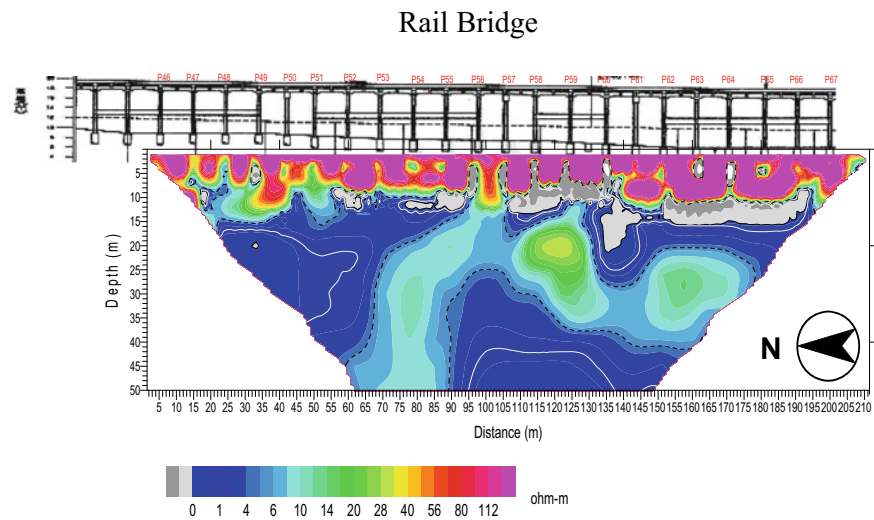 Rail Bridge
P46 P47 P48 P49 P50 P51 P52 P53 P54 P55 P56 P57 P58 P59 P60 P61 P62 P63 P64 P65 P66 P67
5
10
15
20
25
30
35
40
45
50
Depth (m)
N
5 10 15 20 25 30 35 40 45 50 55 60 65 70 75 80 85 90 95 100 105 110 115 120 125 130 135 140 145 150 155 160 165 170 175 180 185 190 195 200 205 210
Distance (m)
0 1 4 6 10 14 20 28 40 56 80 112
ohm-m